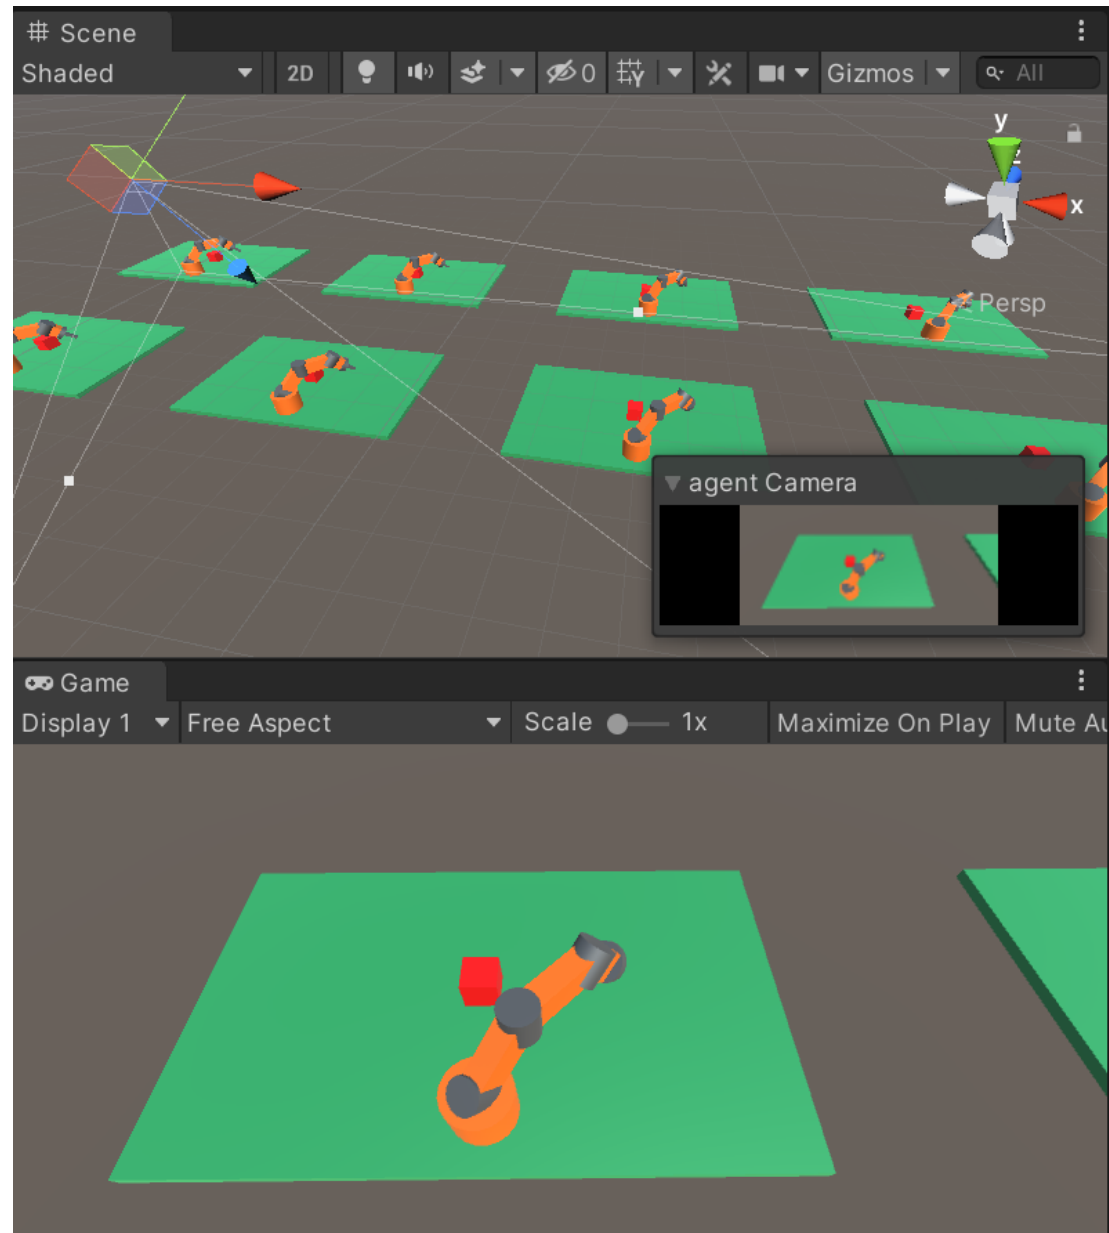 Scene
Shaded 2D 0 Gizmos All
y
z
x
Persp
agent Camera
Game
Display 1 Free Aspect Scale 1x Maximize On Play Mute Au